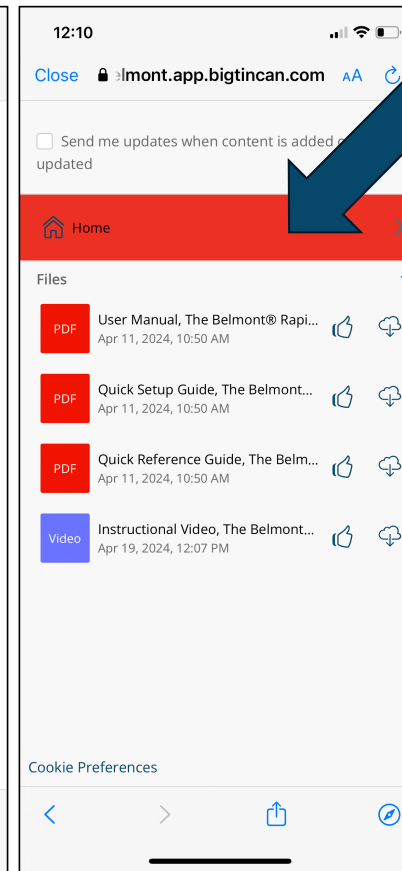 12:10
Close elmont.app.bigtincan.com AA
Send me updates when content is added
updated
Home
Files
PDF
User Manual, The Belmont® Rapi...
Apr 11, 2024, 10:50 AM
PDF
Quick Setup Guide, The Belmont...
Apr 11, 2024, 10:50 AM
PDF
Quick Reference Guide, The Belm...
Apr 11, 2024, 10:50 AM
Video
Instructional Video, The Belmont...
Apr 19, 2024, 12:07 PM
Cookie Preferences